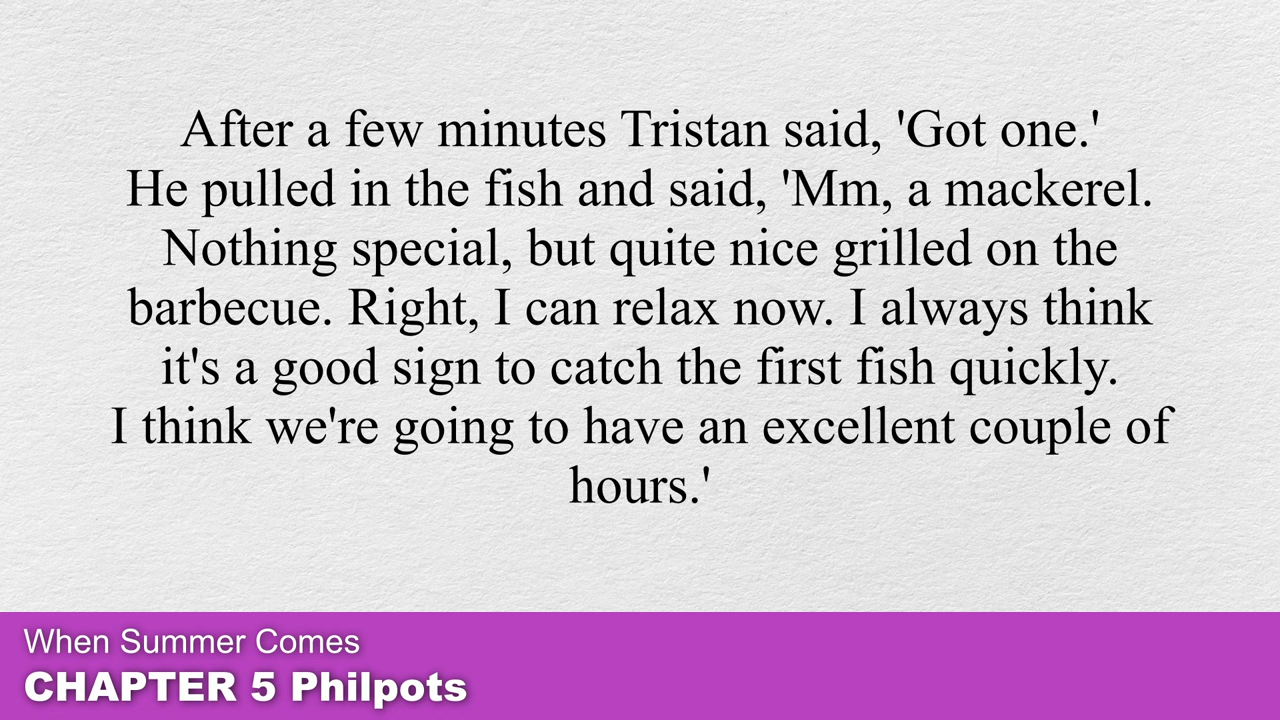 After a few minutes Tristan said, 'Got one.'
He pulled in the fish and said, 'Mm, a mackerel.
Nothing special, but quite nice grilled on the
barbecue. Right, I can relax now. I always think
it's a good sign to catch the first fish quickly.
I think we're going to have an excellent couple of
hours.'
When Summer Comes
CHAPTER 5 Philpots